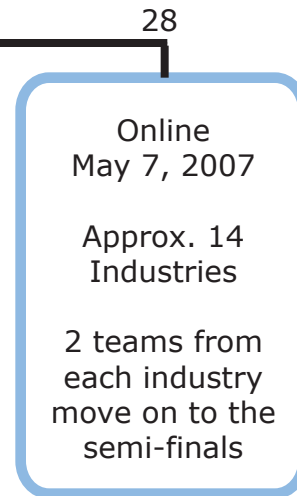 28
Online
May 7, 2007
Approx. 14
Industries
2 teams from
each industry
move on to the
semi-finals